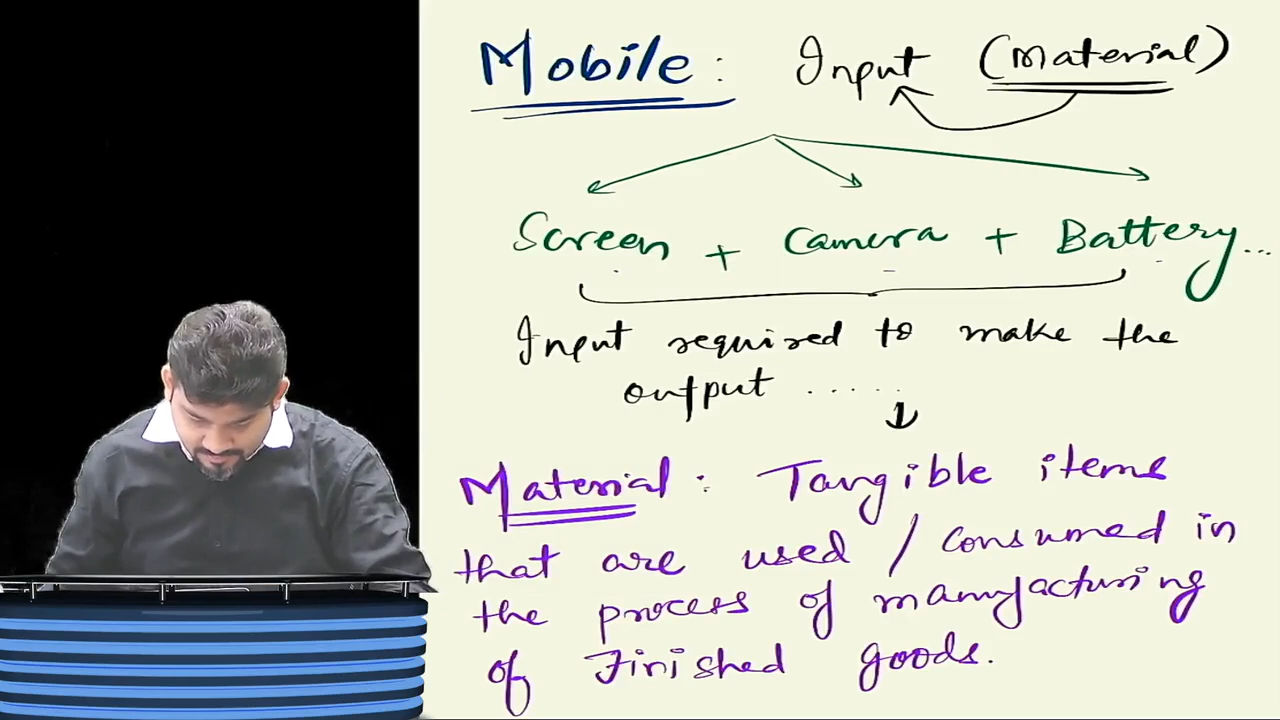 Mobile: Input (Material)
Screen + Camera + Battery...
Input required to make the
output .....
Material: Tangible items
that are used / consumed in
the process of manufacturing
of Finished goods.